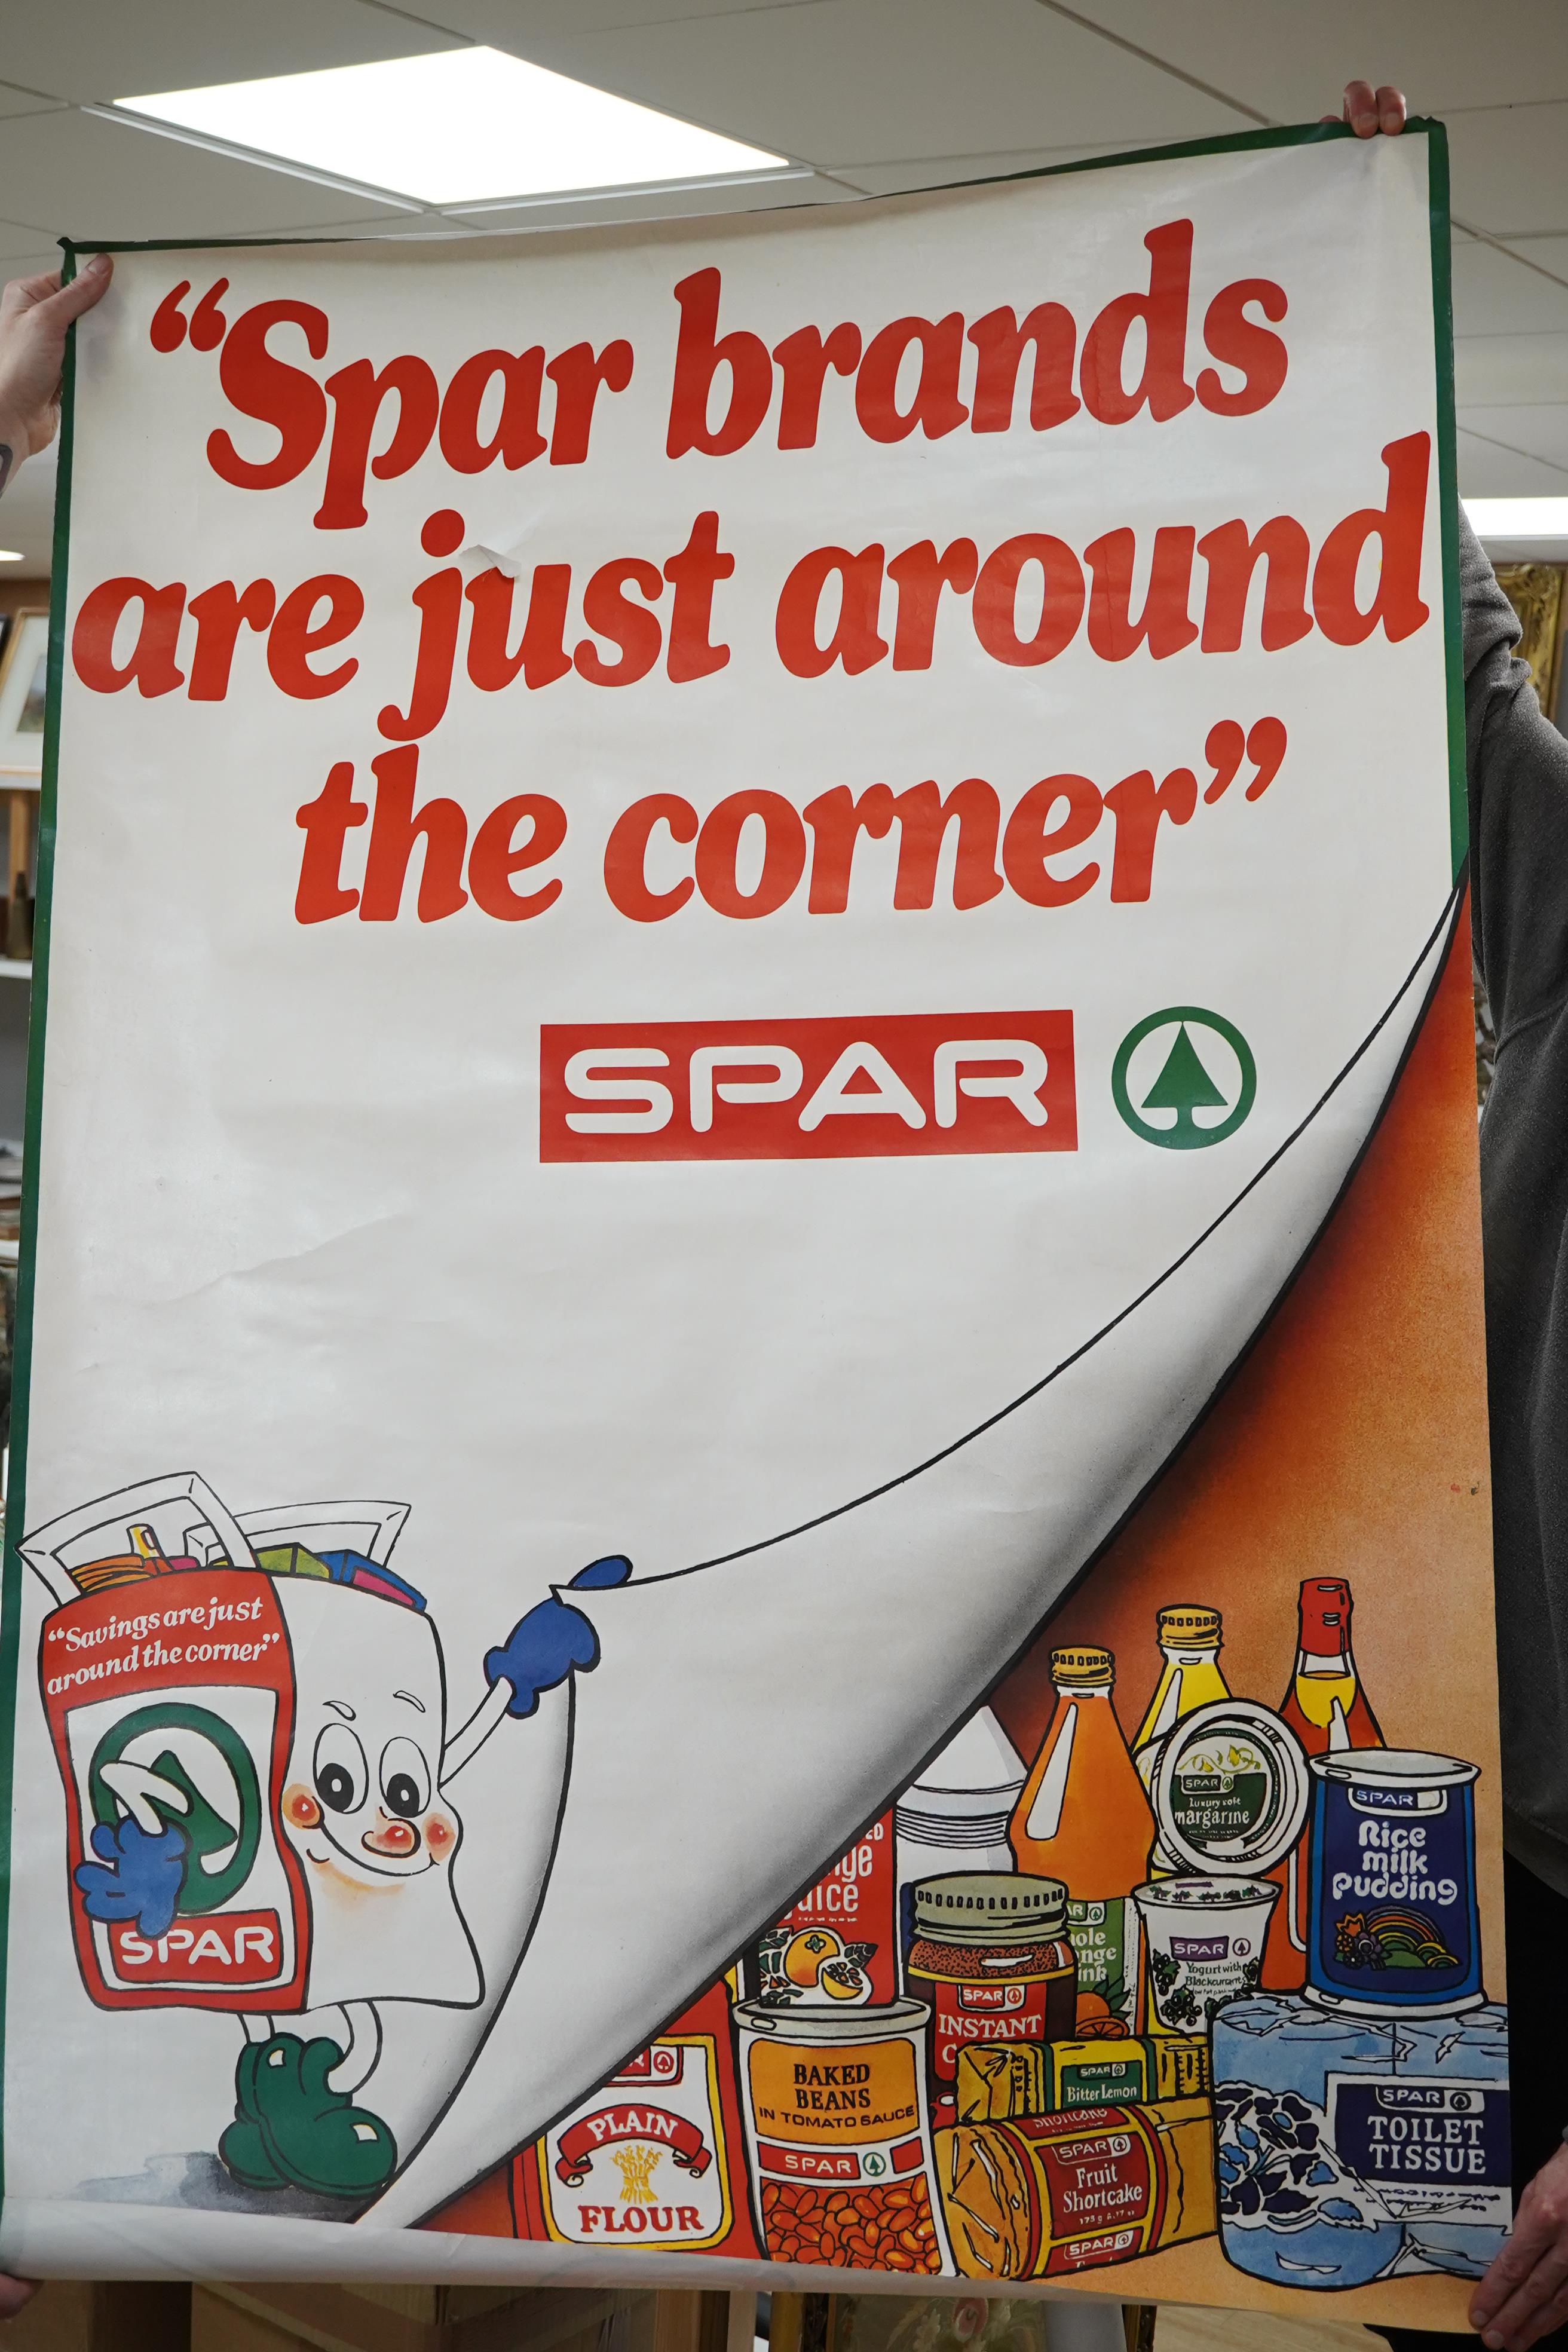 “Spar brands
are just around
the corner”
SPAR
“Savings are just
around the corner”
SPAR
SPAR
Luxury soft
margarine
SPAR
Rice
milk
pudding
SPAR
Yogurt with
Blackcurrants
SPAR
INSTANT
SPAR
Bitter Lemon
BAKED
BEANS
IN TOMATO SAUCE
SPAR
PLAIN
FLOUR
Shortcake
SPAR
Fruit
Shortcake
SPAR
SPAR
TOILET
TISSUE